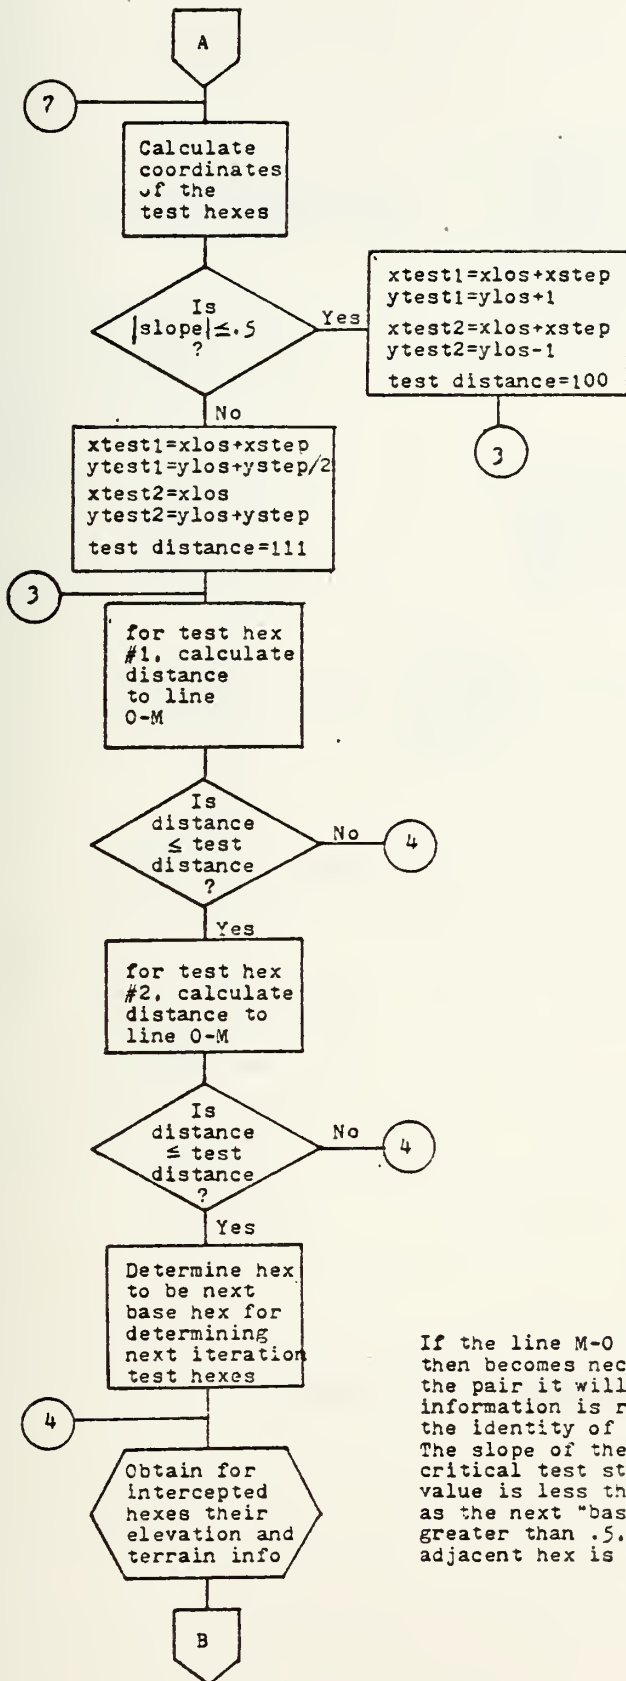 A
7
Calculate
coordinates
of the
test hexes
Is
|slope|≤.5
?
Yes
xtest1=xlos+xstep
ytest1=ylos+1
xtest2=xlos+xstep
ytest2=ylos-1
test distance=100
3
No
xtest1=xlos+xstep
ytest1=ylos+ystep/2
xtest2=xlos
ytest2=ylos+ystep
test distance=111
3
for test hex
#1, calculate
distance
to line
O-M
Is
distance
≤ test
distance
?
No
4
Yes
for test hex
#2, calculate
distance to
line O-M
Is
distance
≤ test
distance
?
No
4
Yes
Determine hex
to be next
base hex for
determining
next iteration
test hexes
4
Obtain for
intercepted
hexes their
elevation and
terrain info
B
If the line M-O
then becomes nec
the pair it will
information is r
the identity of
The slope of the
critical test st
value is less th
as the next "bas
greater than .5,
adjacent hex is